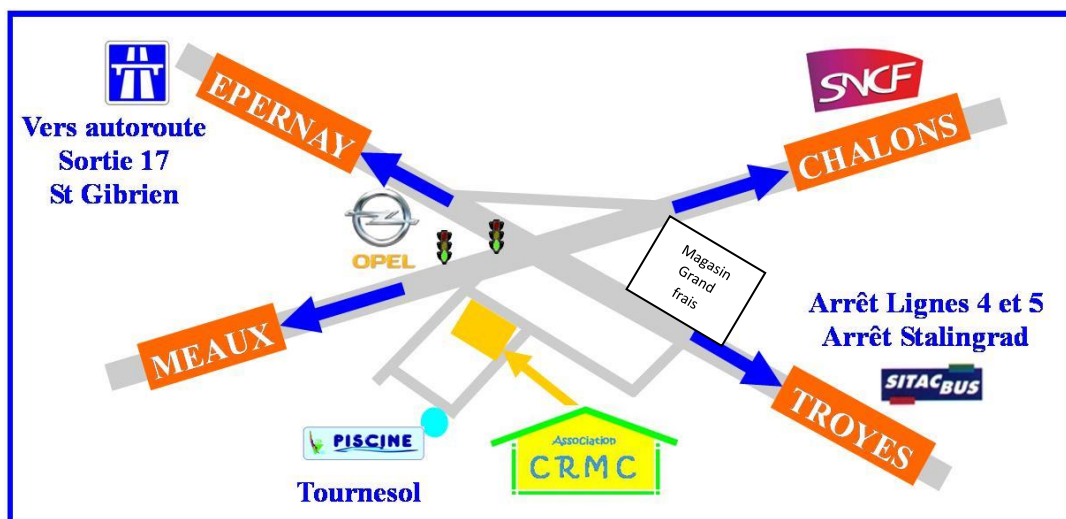 EPERNAY
Vers autoroute
Sortie 17
St Gibrien
SNCF
CHALONS
OPEL
Magasin
Grand
frais
MEAUX
Arrêt Lignes 4 et 5
Arrêt Stalingrad
SITAC BUS
TROYES
PISCINE
Tournesol
Association
CRMC